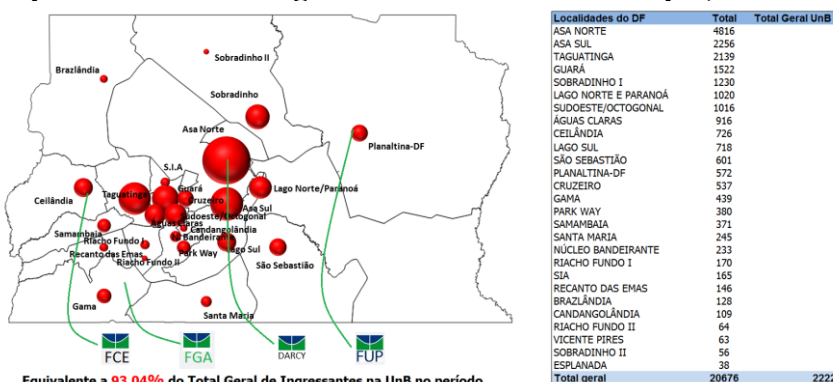 Localidades do DF Total Total Geral UnB
ASA NORTE 4816
ASA SUL 2256
TAGUATINGA 2139
GUARÁ 1522
SOBRADINHO I 1230
LAGO NORTE E PARANOÁ 1020
SUDOESTE/OCTOGONAL 1016
ÁGUAS CLARAS 916
CEILÂNDIA 726
LAGO SUL 718
SÃO SEBASTIÃO 601
PLANALTINA-DF 572
CRUZEIRO 537
GAMA 439
PARK WAY 380
SAMAMBAIA 371
SANTA MARIA 245
NÚCLEO BANDEIRANTE 233
RIACHO FUNDO I 170
SIA 165
RECANTO DAS EMAS 146
BRAZLÂNDIA 128
CANDANGOLÂNDIA 109
RIACHO FUNDO II 64
VICENTE PIRES 63
SOBRADINHO II 56
ESPLANADA 38
Total geral 20676
Sobradinho II
Brazlândia
Sobradinho
Asa Norte
Planaltina-DF
S.I.A
Guará
Lago Norte/Paranoá
Taguatinga
Cruzeiro
Ceilândia
Asa Sul
Sudoeste/Octogonal
Águas Claras
Candangolândia
Samambaia
Bandeirante
Riacho Fundo I
Lago Sul
Recanto das Emas
Park Way
Riacho Fundo II
São Sebastião
Gama
Santa Maria
FCE
FGA
DARCY
FUP
Equivalente a 93,04% do Total Geral de Ingressantes na UnB no período